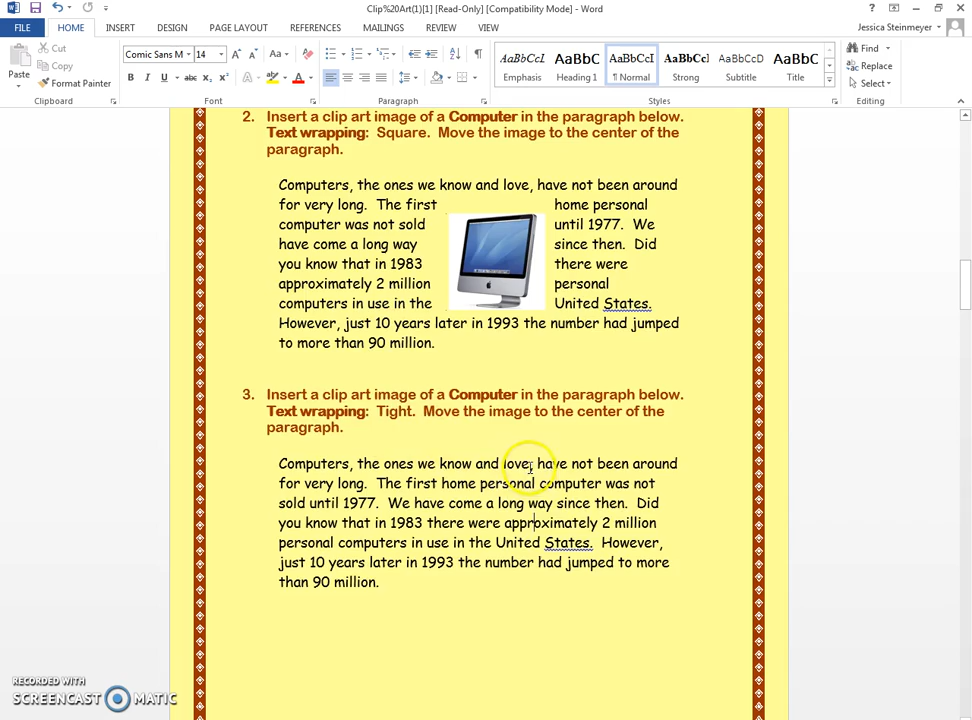 Clip%20Art(1)[1] [Read-Only] [Compatibility Mode] - Word
FILE HOME INSERT DESIGN PAGE LAYOUT REFERENCES MAILINGS REVIEW VIEW Jessica Steinmeyer
Paste
Cut
Copy
Format Painter
Clipboard
Comic Sans M 14
Font
Paragraph
AaBbCcI AaBbC AaBbCcI AaBbCcI AaBbCcD AaBbC
Emphasis Heading 1 ¶ Normal Strong Subtitle Title
Styles
Find
Replace
Select
Editing
2. Insert a clip art image of a Computer in the paragraph below.
Text wrapping: Square. Move the image to the center of the
paragraph.
Computers, the ones we know and love, have not been around
for very long. The first home personal
computer was not sold until 1977. We
have come a long way since then. Did
you know that in 1983 there were
approximately 2 million personal
computers in use in the United States.
However, just 10 years later in 1993 the number had jumped
to more than 90 million.
3. Insert a clip art image of a Computer in the paragraph below.
Text wrapping: Tight. Move the image to the center of the
paragraph.
Computers, the ones we know and love, have not been around
for very long. The first home personal computer was not
sold until 1977. We have come a long way since then. Did
you know that in 1983 there were approximately 2 million
personal computers in use in the United States. However,
just 10 years later in 1993 the number had jumped to more
than 90 million.
RECORDED WITH
SCREENCAST MATIC